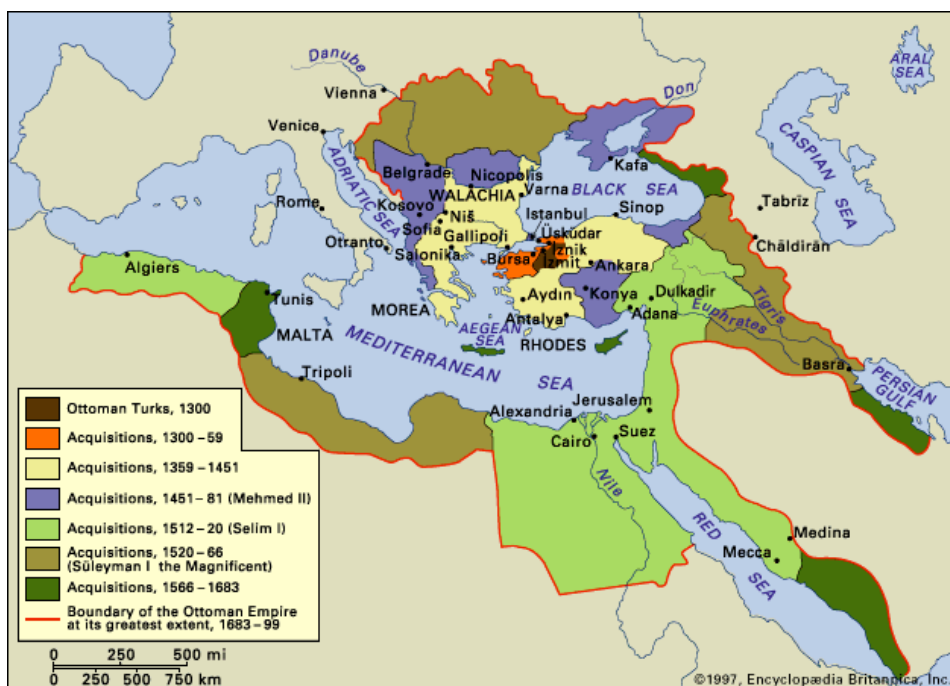 Danube
Vienna
Don
ARAL
SEA
Venice
ADRIATIC SEA
CASPIAN
SEA
Belgrade
Nicopolis
Kafa
WALACHIA
Varna
BLACK SEA
Rome
Kosovo
Niš
Sofia
Istanbul
Sinop
Tabrīz
Otranto
Gallipoli
Üsküdar
Chāldirān
Salonika
Bursa
İznik
İzmit
Ankara
Algiers
Tunis
MOREA
Aydın
Konya
Dulkadir
Tigris
MALTA
AEGEAN
SEA
Antalya
Adana
Euphrates
RHODES
MEDITERRANEAN SEA
Basra
PERSIAN
GULF
Tripoli
Alexandria
Jerusalem
Cairo
Suez
Nile
RED
SEA
Medina
Mecca
Ottoman Turks, 1300
Acquisitions, 1300–59
Acquisitions, 1359–1451
Acquisitions, 1451–81 (Mehmed II)
Acquisitions, 1512–20 (Selim I)
Acquisitions, 1520–66
(Süleyman I the Magnificent)
Acquisitions, 1566–1683
Boundary of the Ottoman Empire
at its greatest extent, 1683–99
0 250 500 mi
0 250 500 750 km
©1997, Encyclopædia Britannica, Inc